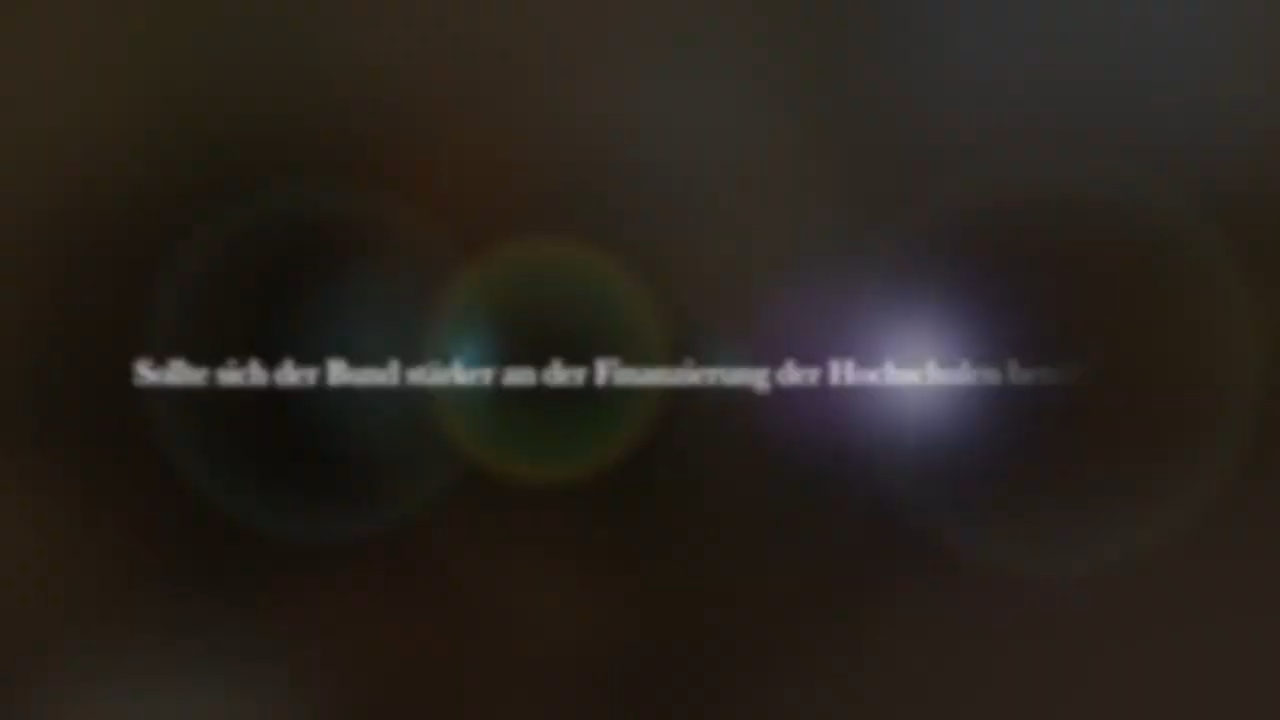 Sollte sich der Bund stärker an der Finanzierung der Hochschulen